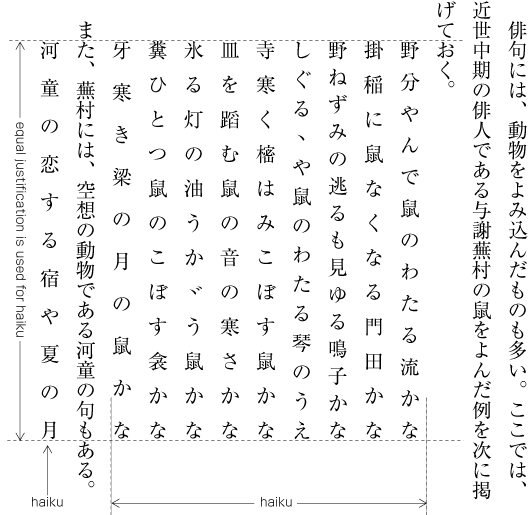 俳句には、動物をよみ込んだものも多い。ここでは、
近世中期の俳人である与謝蕪村の鼠をよんだ例を次に掲
げておく。
野分やんで鼠のわたる流かな
掛稲に鼠なくなる門田かな
野ねずみの逃るも見ゆる鳴子かな
しぐるゝや鼠のわたる琴のうえ
寺寒く樒はみこぼす鼠かな
皿を蹈む鼠の音の寒さかな
氷る灯の油うかゞう鼠かな
糞ひとつ鼠のこぼす衾かな
牙寒き梁の月の鼠かな
また、蕪村には、空想の動物である河童の句もある。
河童の恋する宿や夏の月
equal justification is used for haiku
haiku
haiku